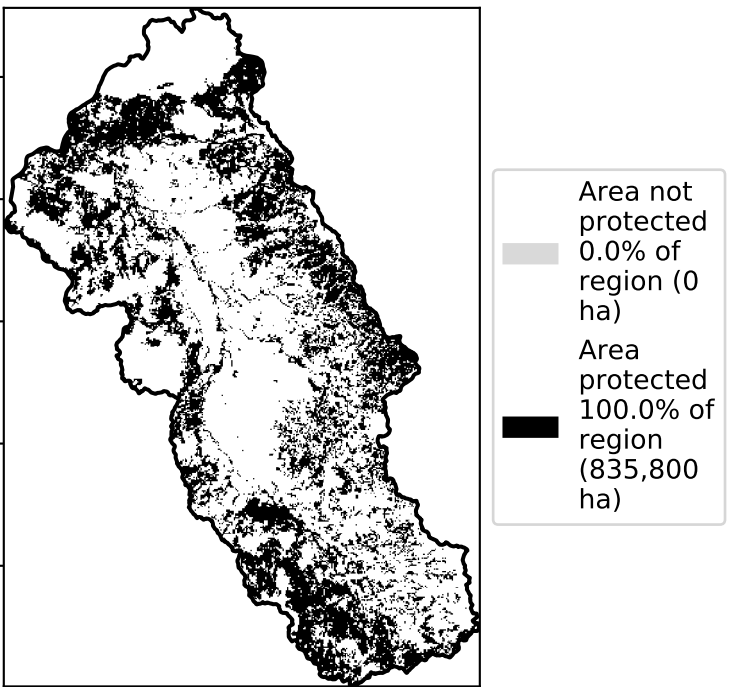 Area not
protected
0.0% of
region (0
ha)
Area
protected
100.0% of
region
(835,800
ha)